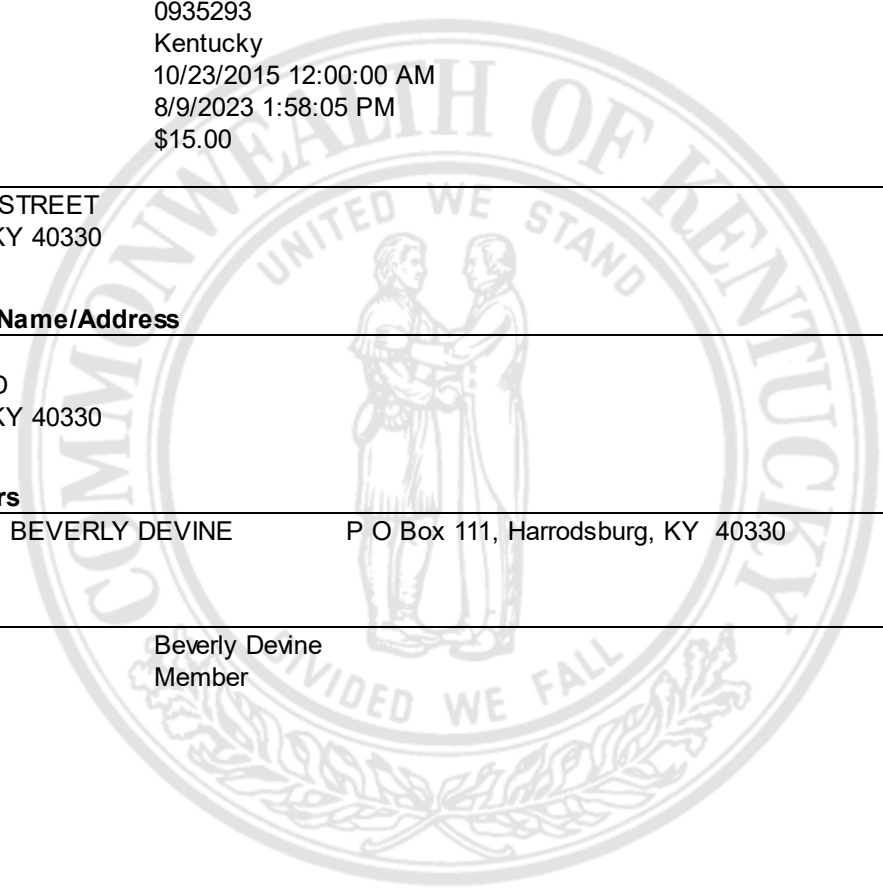 0935293
Kentucky
10/23/2015 12:00:00 AM
8/9/2023 1:58:05 PM
$15.00
STREET
KY 40330
Name/Address
KY 40330
rs
BEVERLY DEVINE P O Box 111, Harrodsburg, KY 40330
Beverly Devine
Member
COMMONWEALTH OF KENTUCKY
UNITED WE STAND
DIVIDED WE FALL